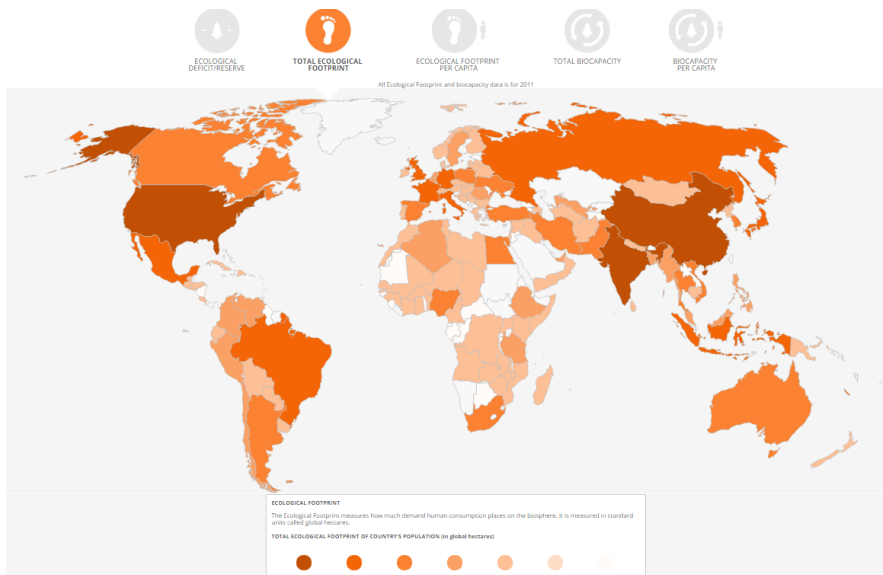 ECOLOGICAL
DEFICIT/RESERVE
TOTAL ECOLOGICAL
FOOTPRINT
ECOLOGICAL FOOTPRINT
PER CAPITA
TOTAL BIOCAPACITY
BIOCAPACITY
PER CAPITA
All Ecological Footprint and biocapacity data is for 2011
ECOLOGICAL FOOTPRINT
The Ecological Footprint measures how much demand human consumption places on the biosphere. It is measured in standard
units called global hectares.
TOTAL ECOLOGICAL FOOTPRINT OF COUNTRY'S POPULATION (in global hectares)